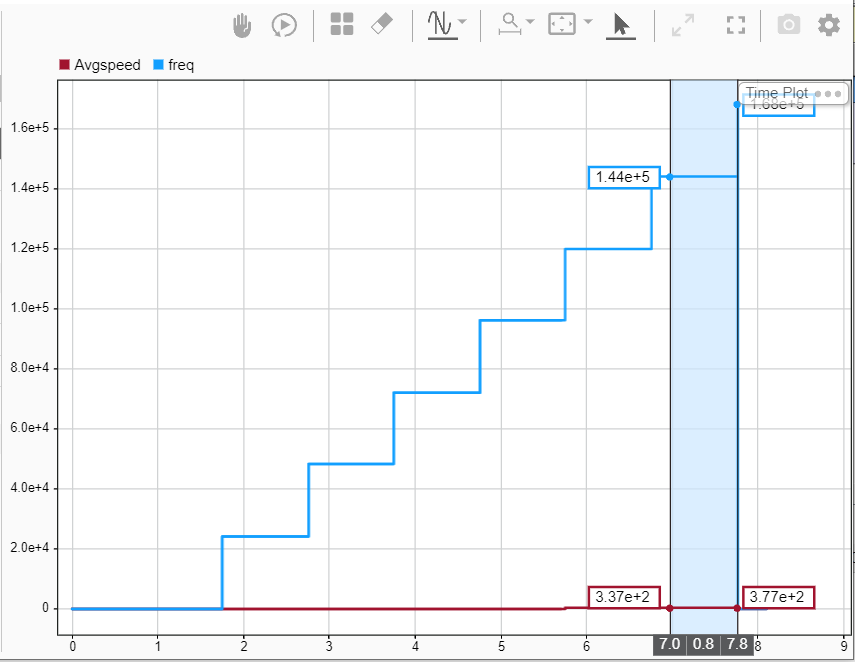 Avgspeed freq
Time Plot
1.68e+5
1.6e+5
1.44e+5
1.4e+5
1.2e+5
1.0e+5
8.0e+4
6.0e+4
4.0e+4
2.0e+4
3.37e+2 3.77e+2
0
0 1 2 3 4 5 6 7.0 0.8 7.8 8 9